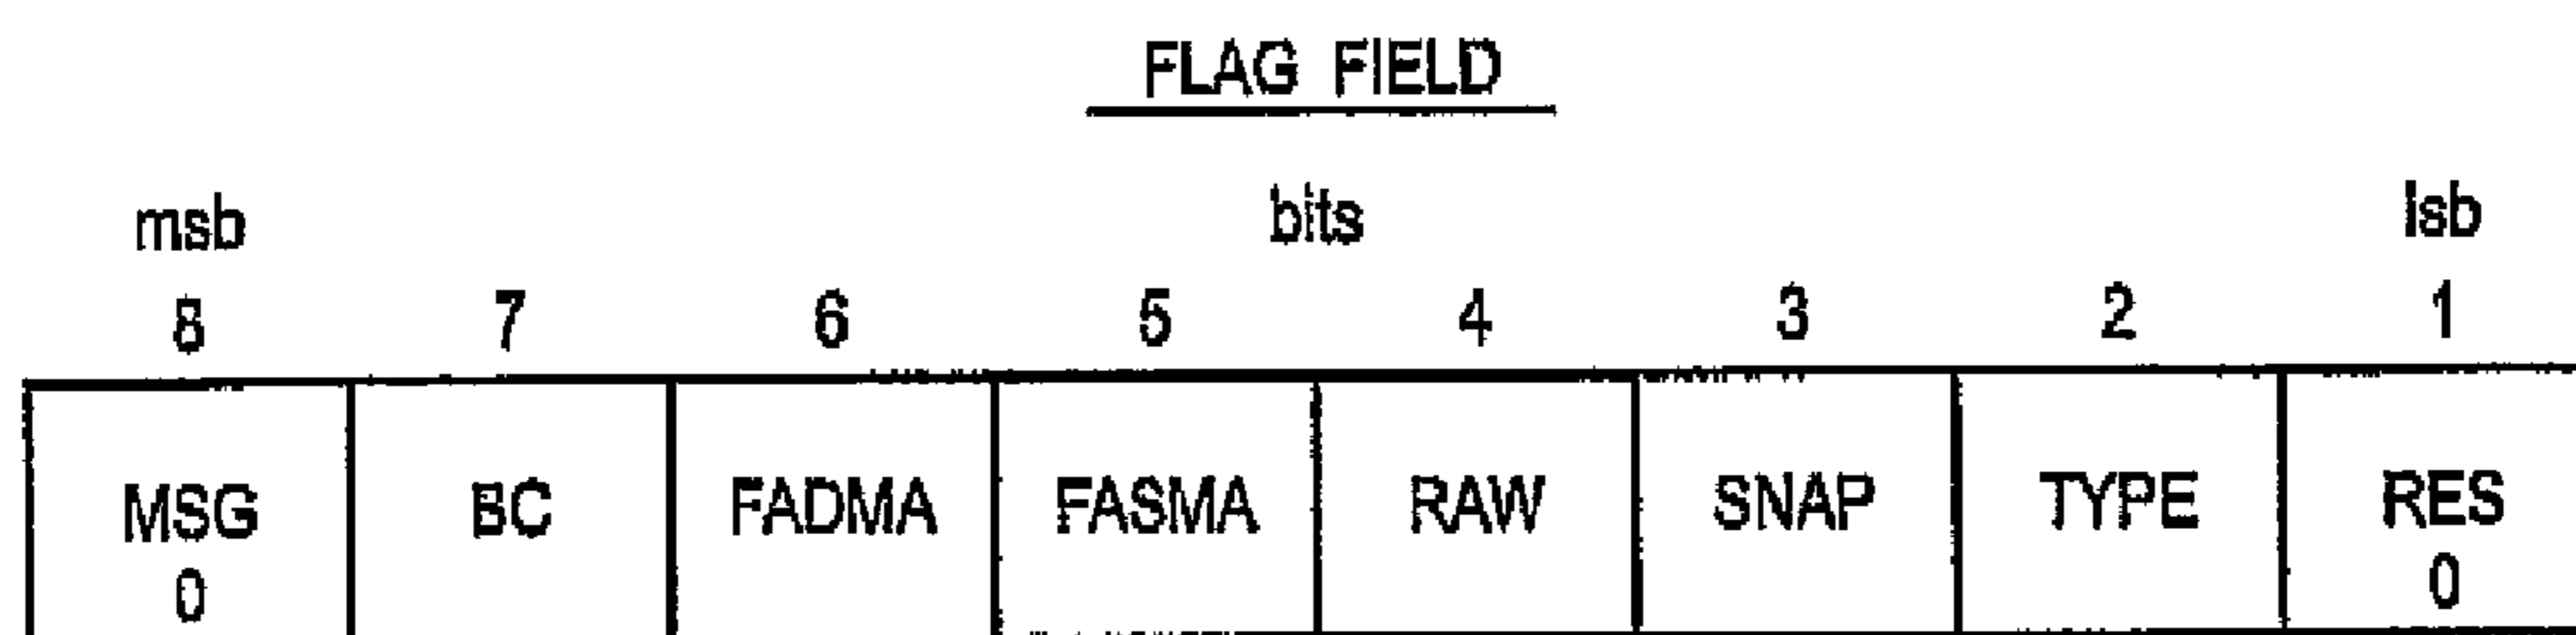 FLAG FIELD
msb bits lsb
8 7 6 5 4 3 2 1
MSG BC FADMA FASMA RAW SNAP TYPE RES
0 0